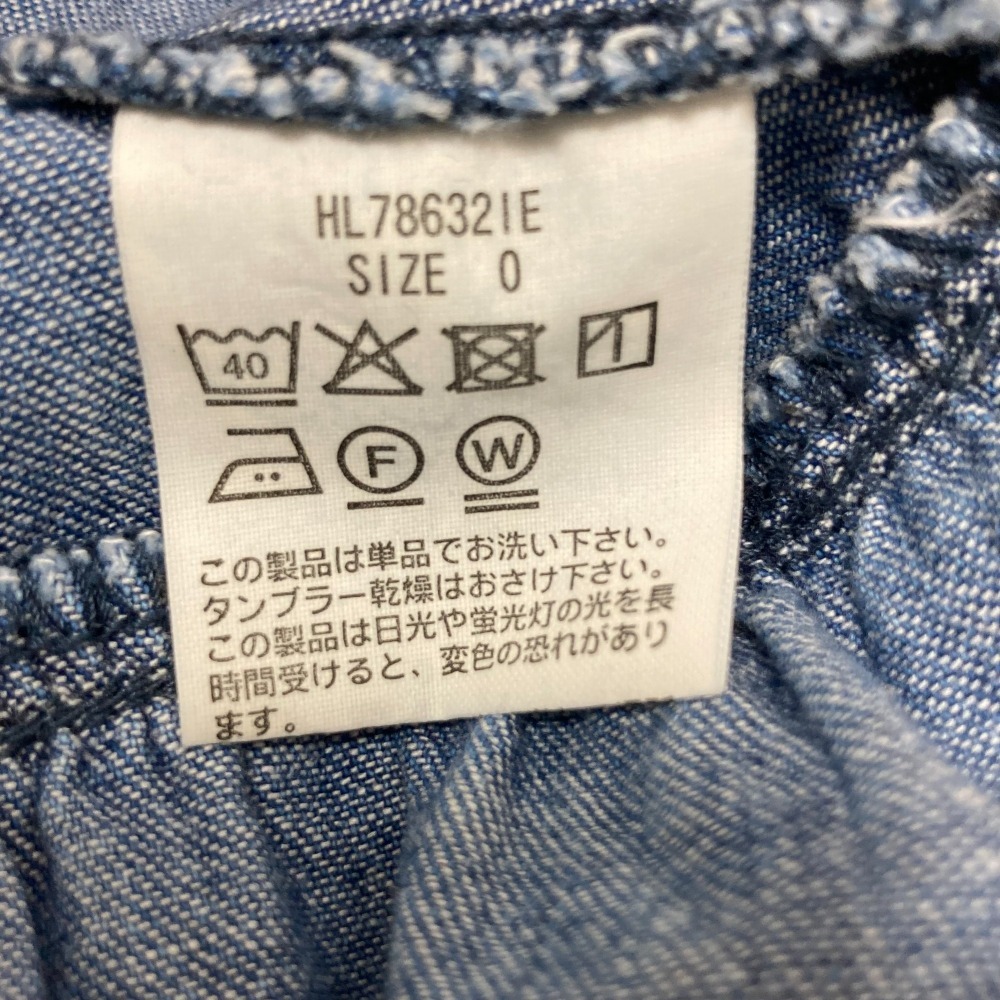 HL78632IE
SIZE 0
40
F
W
この製品は単品でお洗い下さい。
タンブラー乾燥はおさけ下さい。
この製品は日光や蛍光灯の光を長
時間受けると、変色の恐れがあり
ます。